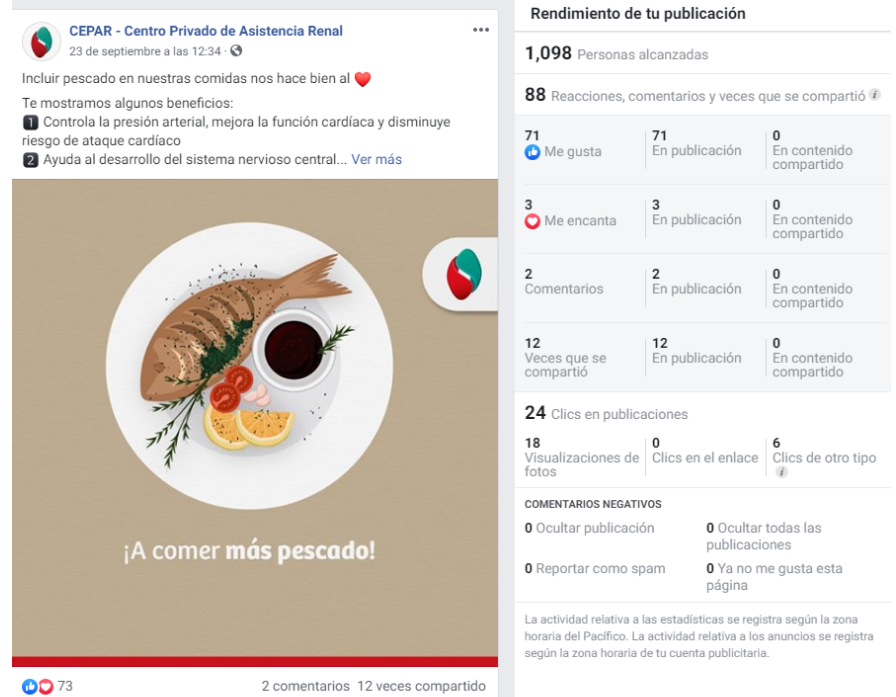 CEPAR - Centro Privado de Asistencia Renal
23 de septiembre a las 12:34 ·
Incluir pescado en nuestras comidas nos hace bien al ❤️
Te mostramos algunos beneficios:
1️⃣ Controla la presión arterial, mejora la función cardíaca y disminuye
riesgo de ataque cardíaco
2️⃣ Ayuda al desarrollo del sistema nervioso central... Ver más
¡A comer más pescado!
73
2 comentarios 12 veces compartido
Rendimiento de tu publicación
1,098 Personas alcanzadas
88 Reacciones, comentarios y veces que se compartió i
71
Me gusta
71
En publicación
0
En contenido
compartido
3
Me encanta
3
En publicación
0
En contenido
compartido
2
Comentarios
2
En publicación
0
En contenido
compartido
12
Veces que se
compartió
12
En publicación
0
En contenido
compartido
24 Clics en publicaciones
18
Visualizaciones de
fotos
0
Clics en el enlace
6
Clics de otro tipo
i
COMENTARIOS NEGATIVOS
0 Ocultar publicación
0 Ocultar todas las
publicaciones
0 Reportar como spam
0 Ya no me gusta esta
página
La actividad relativa a las estadísticas se registra según la zona
horaria del Pacífico. La actividad relativa a los anuncios se registra
según la zona horaria de tu cuenta publicitaria.